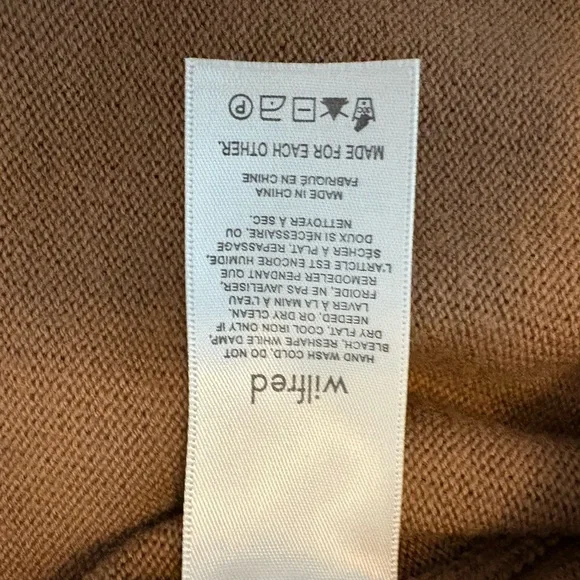 wilfred
HAND WASH COLD, DO NOT
BLEACH, RESHAPE WHILE DAMP,
DRY FLAT, COOL IRON ONLY IF
NEEDED, OR DRY CLEAN.
LAVER À LA MAIN À L'EAU
FROIDE, NE PAS JAVELISER,
REMODELER PENDANT QUE
L'ARTICLE EST ENCORE HUMIDE,
SÉCHER À PLAT, REPASSAGE
DOUX SI NÉCESSAIRE, OU
NETTOYER À SEC.
MADE IN CHINA
FABRIQUÉ EN CHINE
MADE FOR EACH OTHER.
30C P